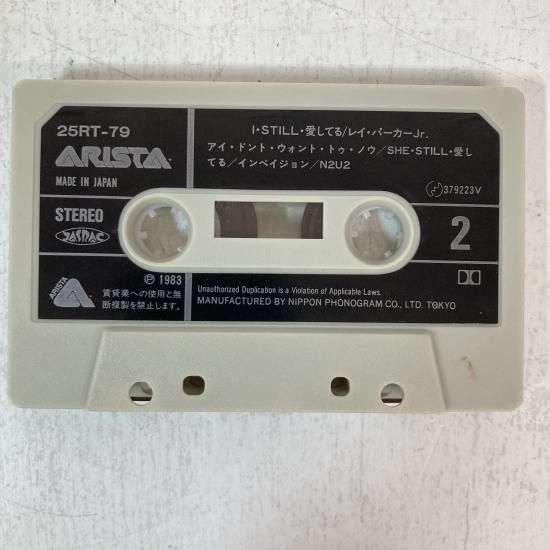 25RT-79
ARISTA
MADE IN JAPAN
I・STILL・愛してる/レイ・パーカーJr.
アイ・ドント・ウォント・トゥ・ノウ/SHE・STILL・愛し
てる/インベイジョン/N2U2
379223V
STEREO
JASRAC
2
ARISTA
Ⓟ 1983
賃貸業への使用と無
断複製を禁止します。
Unauthorized Duplication is a Violation of Applicable Laws.
MANUFACTURED BY NIPPON PHONOGRAM CO., LTD. TOKYO